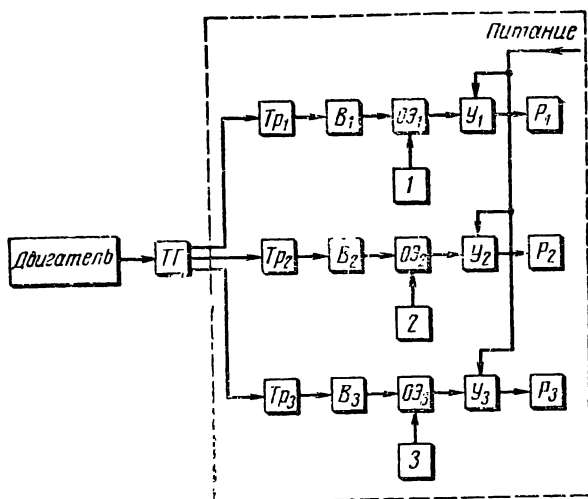 Питание
Тр₁ В₁ ОЭ₁ У₁ Р₁
1
Двигатель ТГ Тр₂ В₂ ОЭ₂ У₂ Р₂
2
Тр₃ В₃ ОЭ₃ У₃ Р₃
3